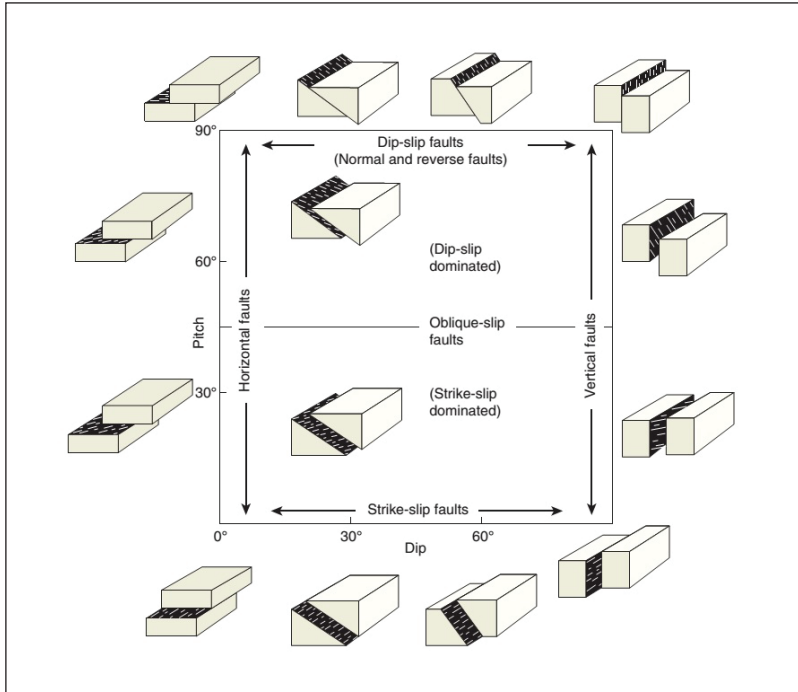 90°
Dip-slip faults
(Normal and reverse faults)
60°
(Dip-slip
dominated)
Pitch
Horizontal faults
Oblique-slip
faults
Vertical faults
30°
(Strike-slip
dominated)
Strike-slip faults
0°
30°
60°
Dip